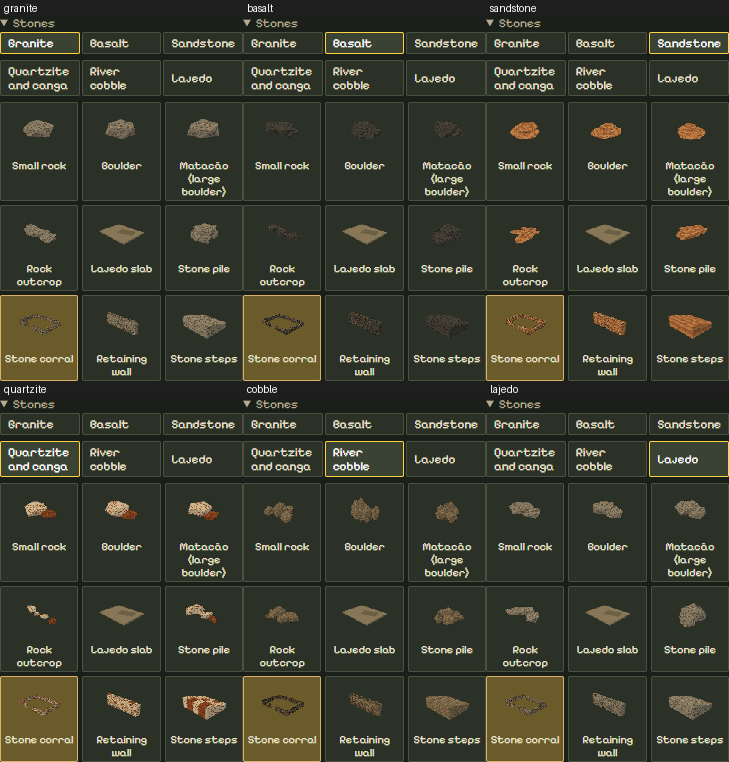 granite
▼ Stones
Granite Basalt Sandstone
Quartzite and canga River cobble Lajedo
Small rock Boulder Matacão (large boulder)
Rock outcrop Lajedo slab Stone pile
Stone corral Retaining wall Stone steps
basalt
▼ Stones
Granite Basalt Sandstone
Quartzite and canga River cobble Lajedo
Small rock Boulder Matacão (large boulder)
Rock outcrop Lajedo slab Stone pile
Stone corral Retaining wall Stone steps
sandstone
▼ Stones
Granite Basalt Sandstone
Quartzite and canga River cobble Lajedo
Small rock Boulder Matacão (large boulder)
Rock outcrop Lajedo slab Stone pile
Stone corral Retaining wall Stone steps
quartzite
▼ Stones
Granite Basalt Sandstone
Quartzite and canga River cobble Lajedo
Small rock Boulder Matacão (large boulder)
Rock outcrop Lajedo slab Stone pile
Stone corral Retaining wall Stone steps
cobble
▼ Stones
Granite Basalt Sandstone
Quartzite and canga River cobble Lajedo
Small rock Boulder Matacão (large boulder)
Rock outcrop Lajedo slab Stone pile
Stone corral Retaining wall Stone steps
lajedo
▼ Stones
Granite Basalt Sandstone
Quartzite and canga River cobble Lajedo
Small rock Boulder Matacão (large boulder)
Rock outcrop Lajedo slab Stone pile
Stone corral Retaining wall Stone steps